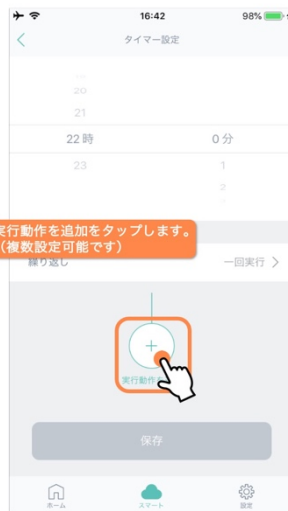 16:42
98%
タイマー設定
20
21
22 時 0 分
23 1
2
実行動作を追加をタップします。
(複数設定可能です)
繰り返し 一回実行
+
実行動作を
保存
ホーム スマート 設定